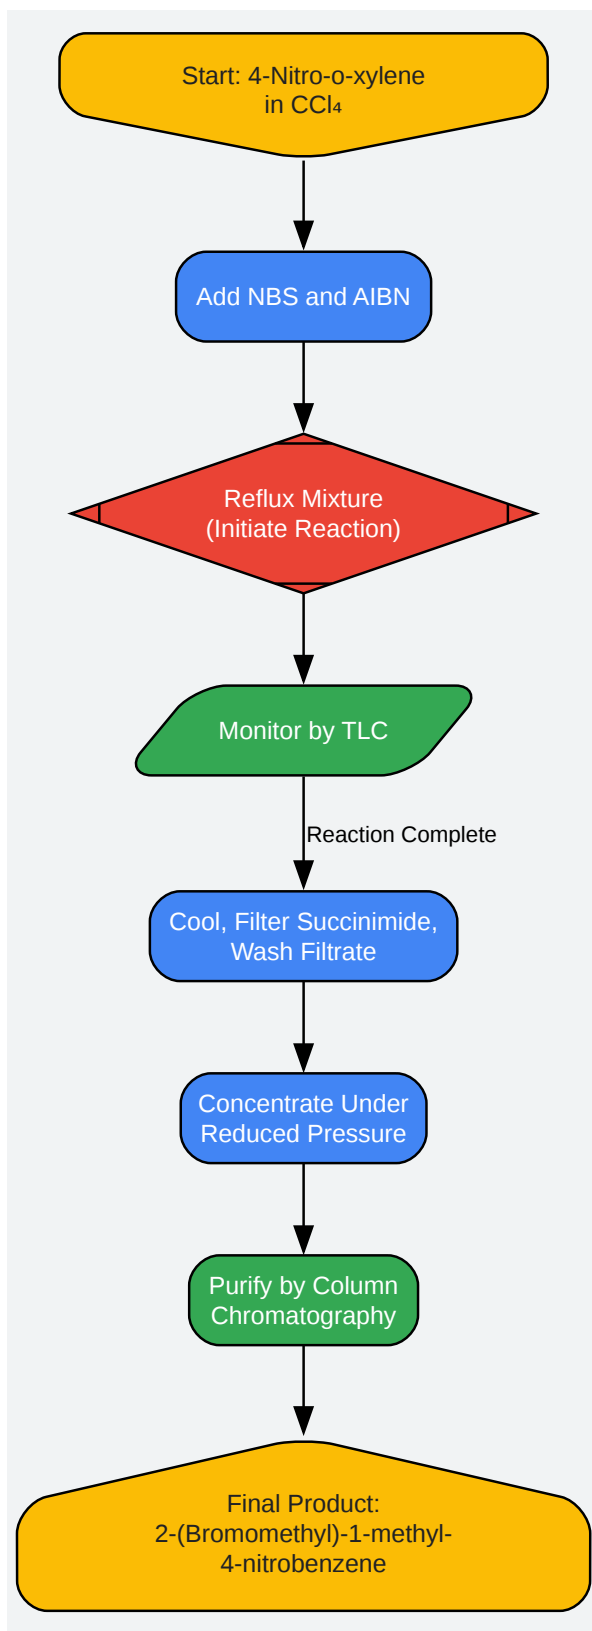 Start: 4-Nitro-o-xylene
in CCl₄
Add NBS and AIBN
Reflux Mixture
(Initiate Reaction)
Monitor by TLC
Reaction Complete
Cool, Filter Succinimide,
Wash Filtrate
Concentrate Under
Reduced Pressure
Purify by Column
Chromatography
Final Product:
2-(Bromomethyl)-1-methyl-
4-nitrobenzene